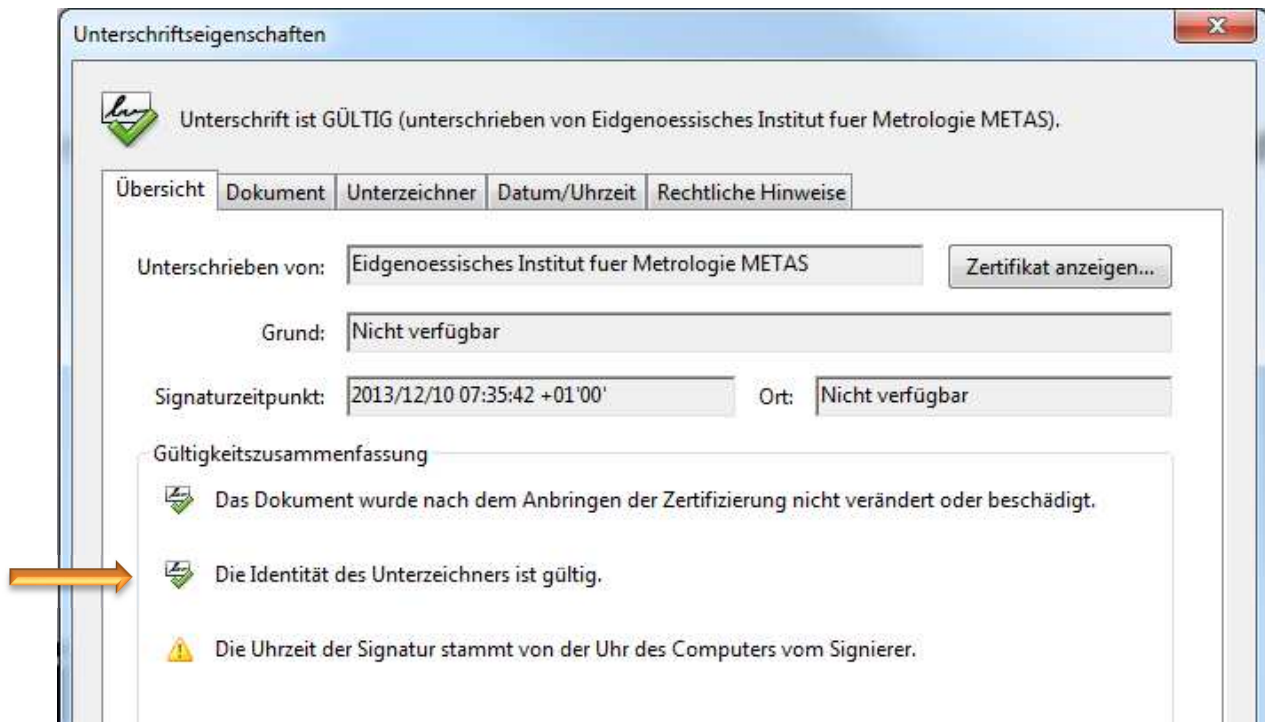 Unterschriftseigenschaften
Unterschrift ist GÜLTIG (unterschrieben von Eidgenoessisches Institut fuer Metrologie METAS).
Übersicht Dokument Unterzeichner Datum/Uhrzeit Rechtliche Hinweise
Unterschrieben von: Eidgenoessisches Institut fuer Metrologie METAS Zertifikat anzeigen...
Grund: Nicht verfügbar
Signaturzeitpunkt: 2013/12/10 07:35:42 +01'00' Ort: Nicht verfügbar
Gültigkeitszusammenfassung
Das Dokument wurde nach dem Anbringen der Zertifizierung nicht verändert oder beschädigt.
Die Identität des Unterzeichners ist gültig.
Die Uhrzeit der Signatur stammt von der Uhr des Computers vom Signierer.